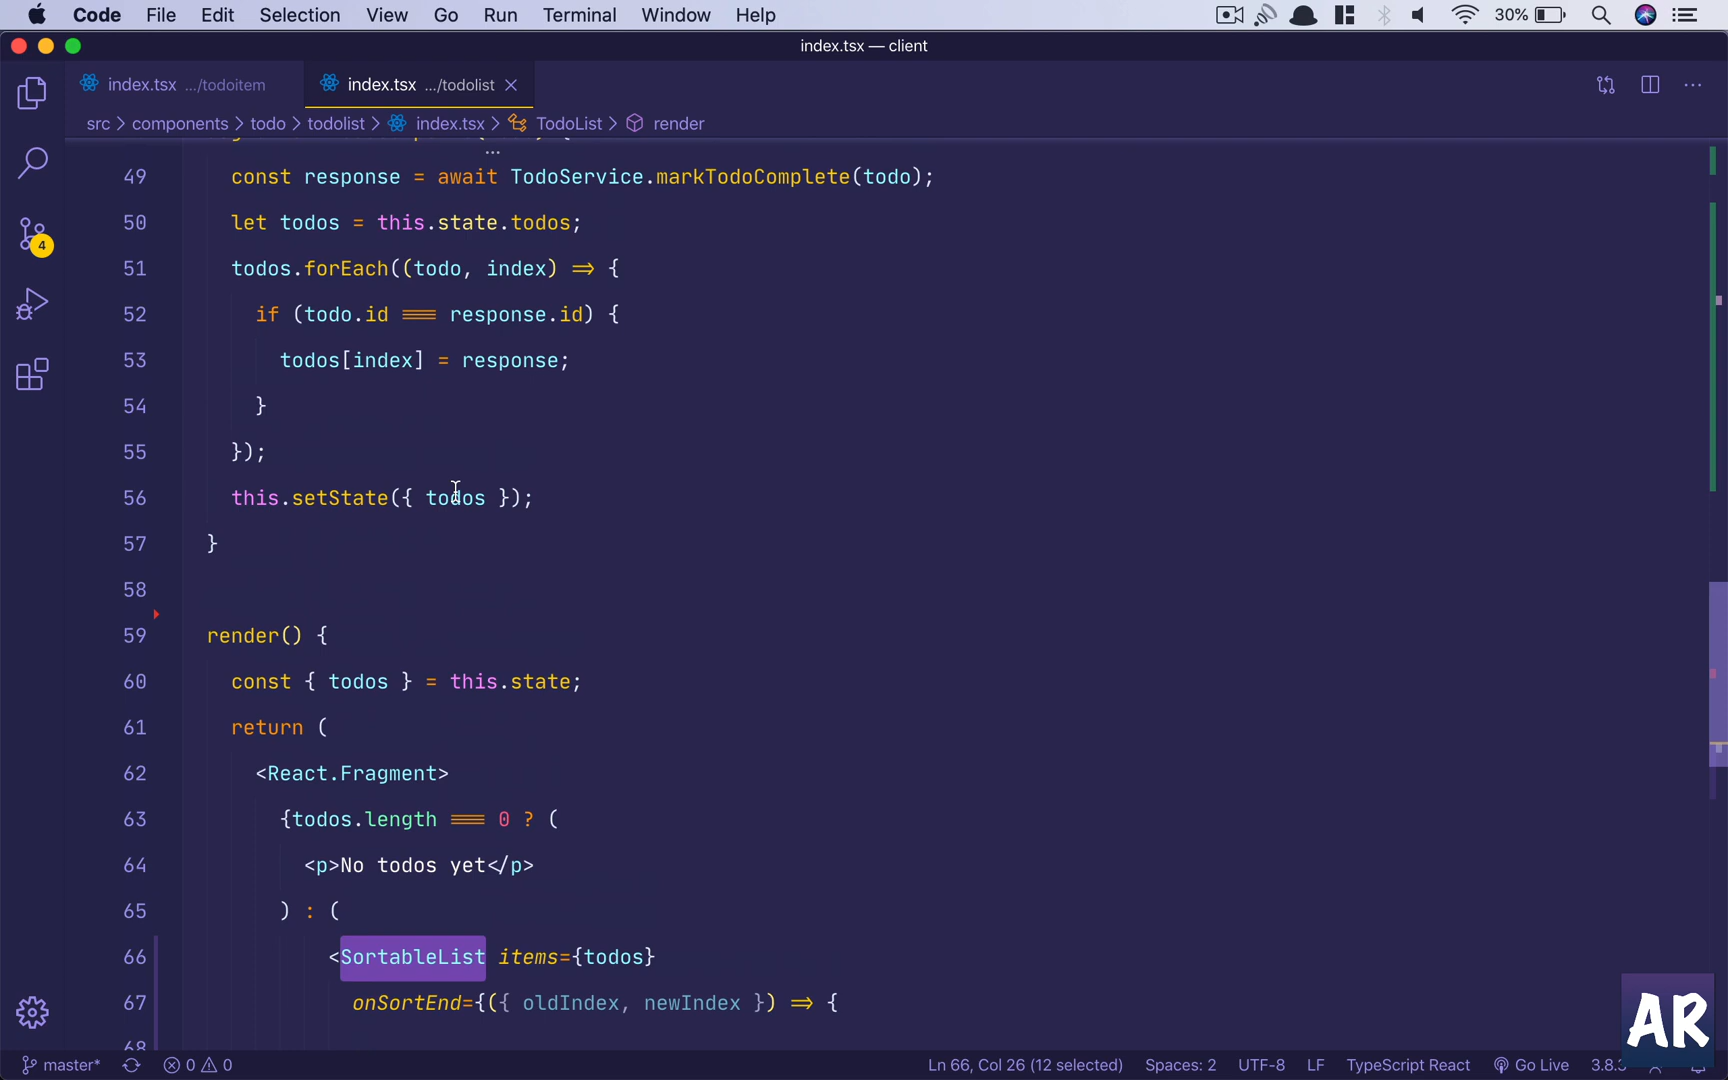 Code File Edit Selection View Go Run Terminal Window Help 30%
index.tsx — client
index.tsx .../todoitem index.tsx .../todolist
src > components > todo > todolist > index.tsx > TodoList > render
49 const response = await TodoService.markTodoComplete(todo);
50 let todos = this.state.todos;
51 todos.forEach((todo, index) => {
52 if (todo.id === response.id) {
53 todos[index] = response;
54 }
55 });
56 this.setState({ todos });
57 }
58
59 render() {
60 const { todos } = this.state;
61 return (
62 <React.Fragment>
63 {todos.length === 0 ? (
64 <p>No todos yet</p>
65 ) : (
66 <SortableList items={todos}
67 onSortEnd={({ oldIndex, newIndex }) => {
68
4
AR
master* 0 0 Ln 66, Col 26 (12 selected) Spaces: 2 UTF-8 LF TypeScript React Go Live